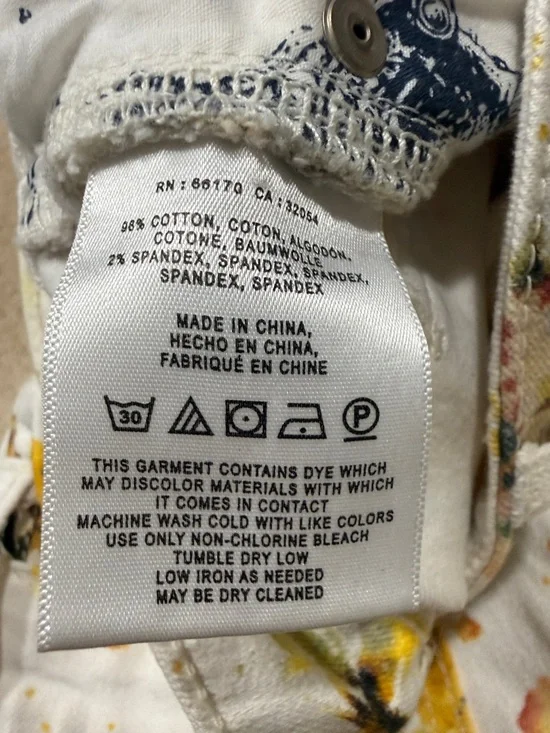 RN : 66170 CA : 32054
98% COTTON, COTON, ALGODÓN,
COTONE, BAUMWOLLE
2% SPANDEX, SPANDEX, SPANDEX,
SPANDEX, SPANDEX
MADE IN CHINA,
HECHO EN CHINA,
FABRIQUÉ EN CHINE
30 P
THIS GARMENT CONTAINS DYE WHICH
MAY DISCOLOR MATERIALS WITH WHICH
IT COMES IN CONTACT
MACHINE WASH COLD WITH LIKE COLORS
USE ONLY NON-CHLORINE BLEACH
TUMBLE DRY LOW
LOW IRON AS NEEDED
MAY BE DRY CLEANED